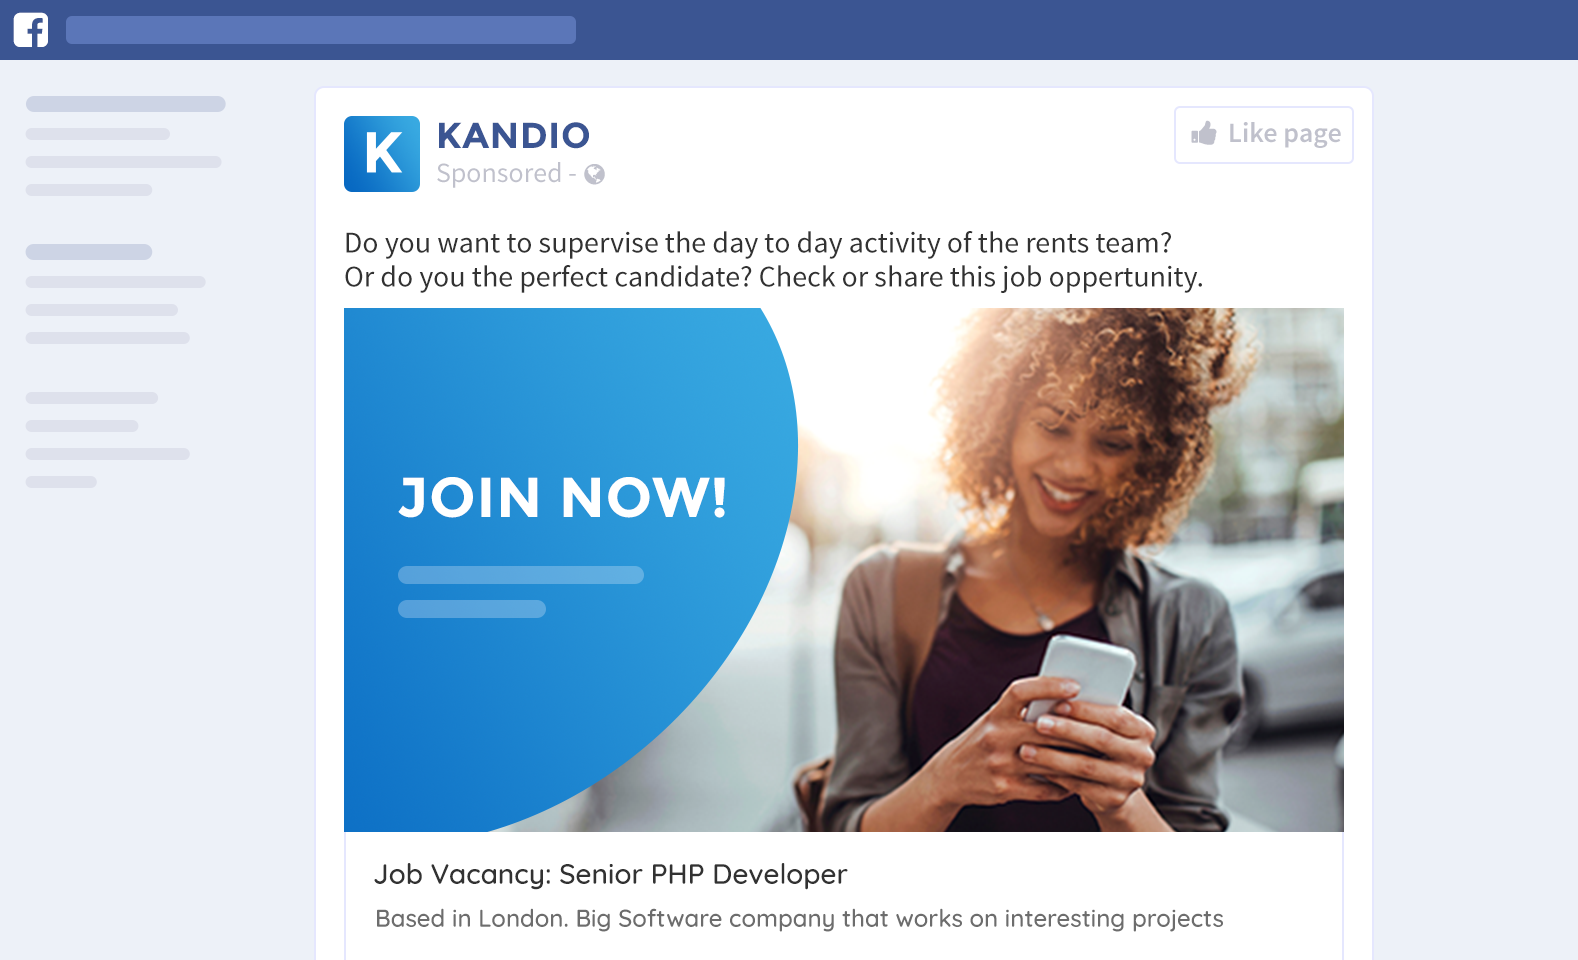 K
KANDIO
Sponsored -
Like page
Do you want to supervise the day to day activity of the rents team?
Or do you the perfect candidate? Check or share this job oppertunity.
JOIN NOW!
Job Vacancy: Senior PHP Developer
Based in London. Big Software company that works on interesting projects